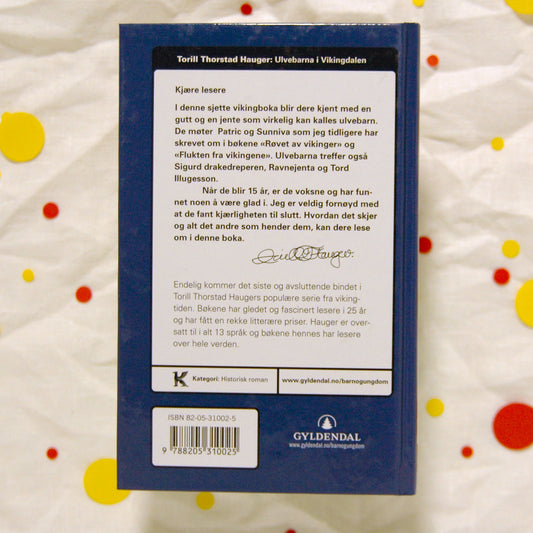 Torill Thorstad Hauger: Ulvebarna i Vikingdalen
Kjære lesere
I denne sjette vikingboka blir dere kjent med en
gutt og en jente som virkelig kan kalles ulvebarn.
De møter Patric og Sunniva som jeg tidligere har
skrevet om i bøkene «Røvet av vikinger» og
«Flukten fra vikingene». Ulvebarna treffer også
Sigurd drakedreperen, Ravnejenta og Tord
Illugesson.
Når de blir 15 år, er de voksne og har fun-
net noen å være glad i. Jeg er veldig fornøyd med
at de fant kjærligheten til slutt. Hvordan det skjer
og alt det andre som hender dem, kan dere lese
om i denne boka.
Torill T Hauger
Endelig kommer det siste og avsluttende bindet i
Torill Thorstad Haugers populære serie fra viking-
tiden. Bøkene har gledet og fascinert lesere i 25 år
og har fått en rekke litterære priser. Hauger er over-
satt til i alt 13 språk og bøkene hennes har lesere
over hele verden.
K Kategori: Historisk roman
www.gyldendal.no/barnogungdom
ISBN 82-05-31002-5
9 788205 310025
GYLDENDAL
www.gyldendal.no/barnogungdom